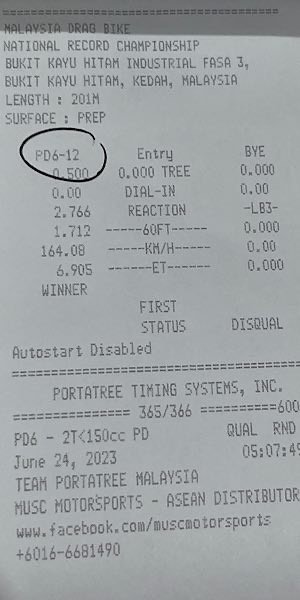 MALAYSIA DRAG BIKE
NATIONAL RECORD CHAMPIONSHIP
BUKIT KAYU HITAM INDUSTRIAL FASA 3,
BUKIT KAYU HITAM, KEDAH, MALAYSIA
LENGTH : 201M
SURFACE : PREP
PD6-12 Entry BYE
0.500 0.000 TREE 0.000
0.00 DIAL-IN 0.00
2.766 REACTION -LB3-
1.712 -----60FT----- 0.000
164.08 ------KM/H----- 0.00
6.905 ------ET------ 0.000
WINNER
FIRST
STATUS DISQUAL
Autostart Disabled
PORTATREE TIMING SYSTEMS, INC.
=============== 365/366 =========600
PD6 - 2T<150cc PD QUAL RND
June 24, 2023 05:07:49
TEAM PORTATREE MALAYSIA
MUSC MOTORSPORTS - ASEAN DISTRIBUTOR
www.facebook.com/muscmotorsports
+6016-6681490